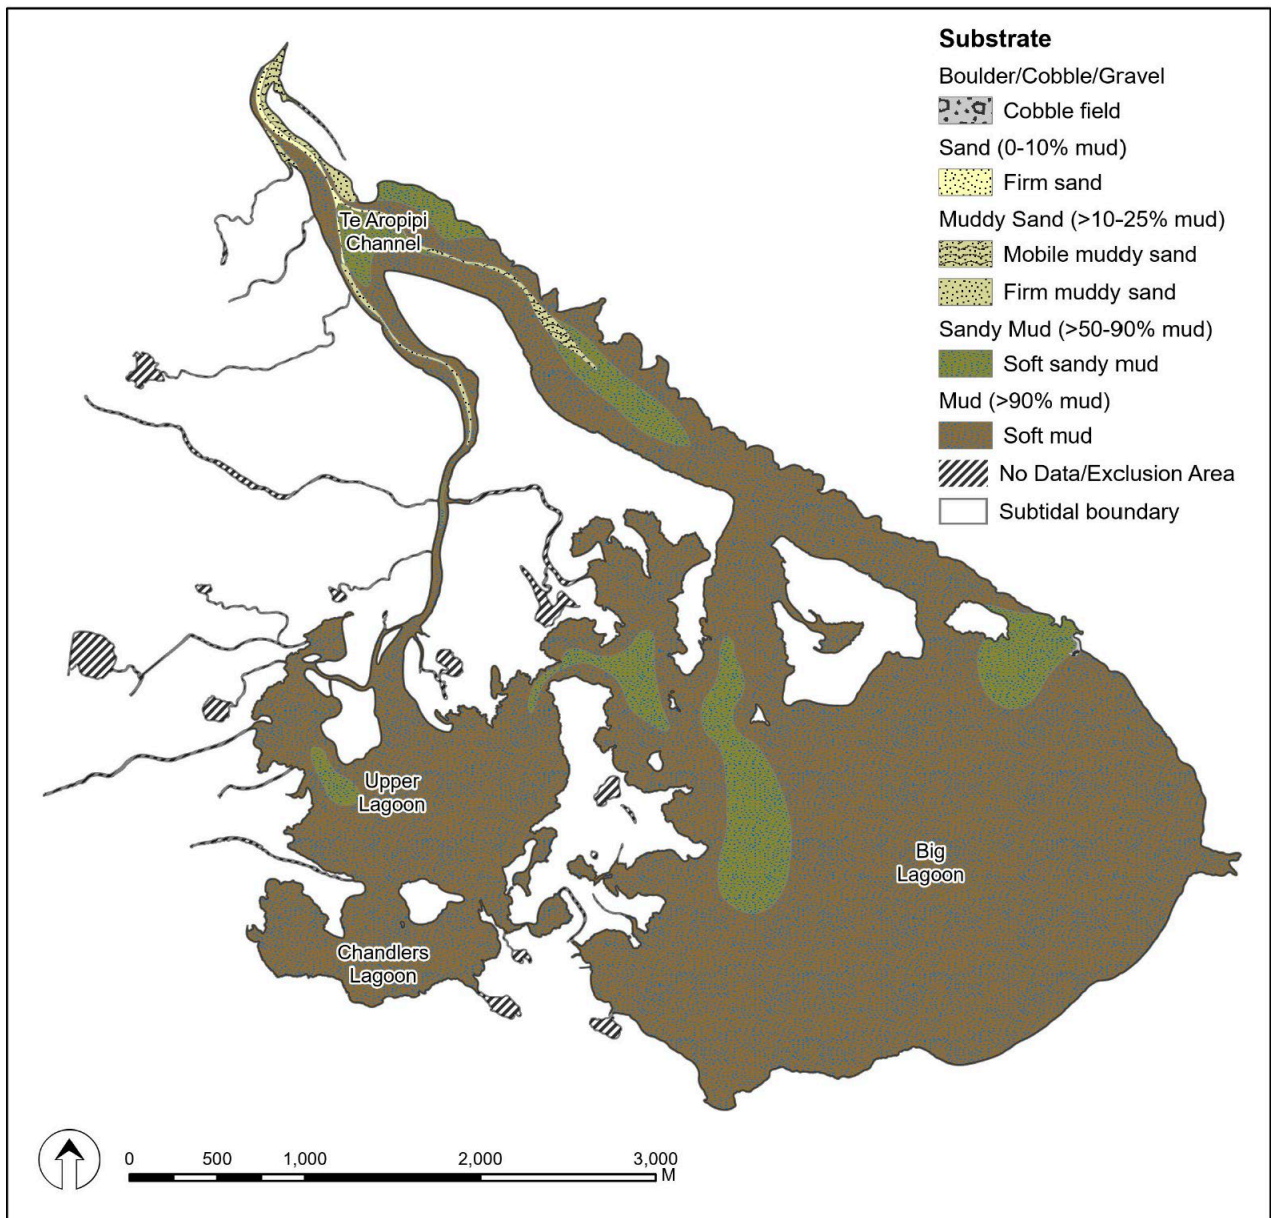 Substrate
Boulder/Cobble/Gravel
Cobble field
Sand (0-10% mud)
Firm sand
Muddy Sand (>10-25% mud)
Mobile muddy sand
Firm muddy sand
Sandy Mud (>50-90% mud)
Soft sandy mud
Mud (>90% mud)
Soft mud
No Data/Exclusion Area
Subtidal boundary
Te Aropipi
Channel
Upper
Lagoon
Big
Lagoon
Chandlers
Lagoon
0 500 1,000 2,000 3,000
M